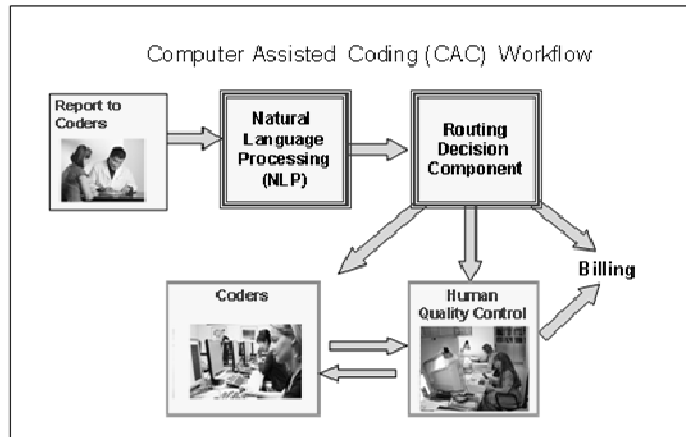 Computer Assisted Coding (CAC) Workflow
Report to
Coders
Natural
Language
Processing
(NLP)
Routing
Decision
Component
Coders
Human
Quality Control
Billing